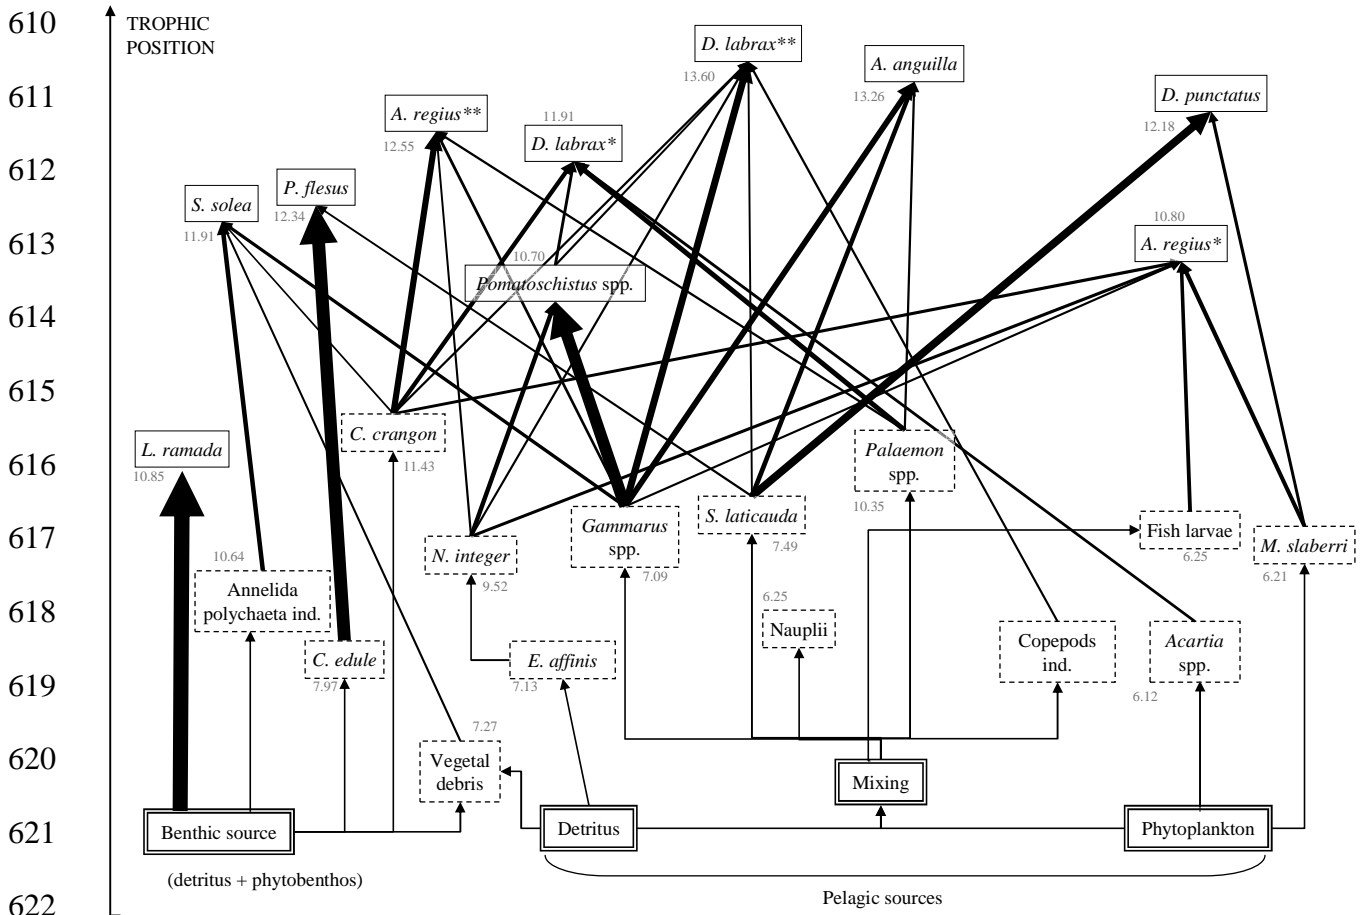 610
TROPHIC
POSITION
D. labrax**
13.60
A. anguilla
13.26
611
A. regius**
12.55
11.91
D. labrax*
D. punctatus
12.18
612
P. flesus
12.34
S. solea
11.91
613
10.80
A. regius*
10.70
Pomatoschistus spp.
614
615
C. crangon
11.43
L. ramada
10.85
616
Palaemon
spp.
10.35
S. laticauda
7.49
Gammarus
spp.
7.09
617
Fish larvae
6.25
M. slaberri
6.21
N. integer
9.52
10.64
Annelida
polychaeta ind.
618
6.25
Nauplii
Copepods
ind.
Acartia
spp.
6.12
C. edule
7.97
E. affinis
7.13
619
7.27
Vegetal
debris
620
Mixing
621
Benthic source
Detritus
Phytoplankton
(detritus + phytobenthos)
Pelagic sources
622